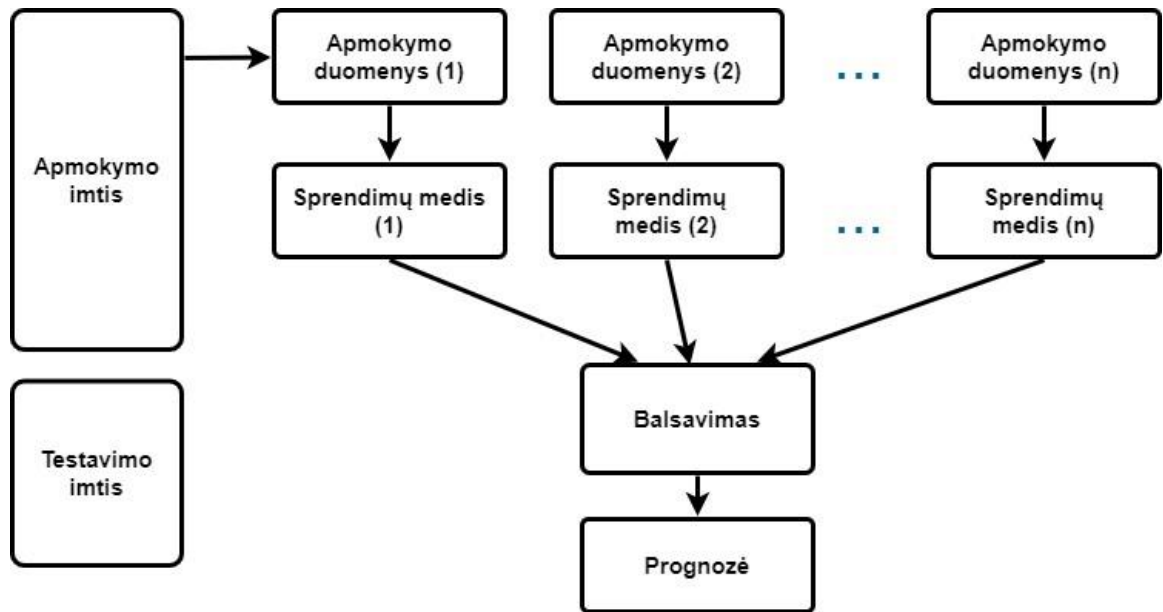 Apmokymo
imtis
Apmokymo
duomenys (1)
Apmokymo
duomenys (2)
...
Apmokymo
duomenys (n)
Sprendimų medis
(1)
Sprendimų
medis (2)
...
Sprendimų
medis (n)
Balsavimas
Testavimo
imtis
Prognozė